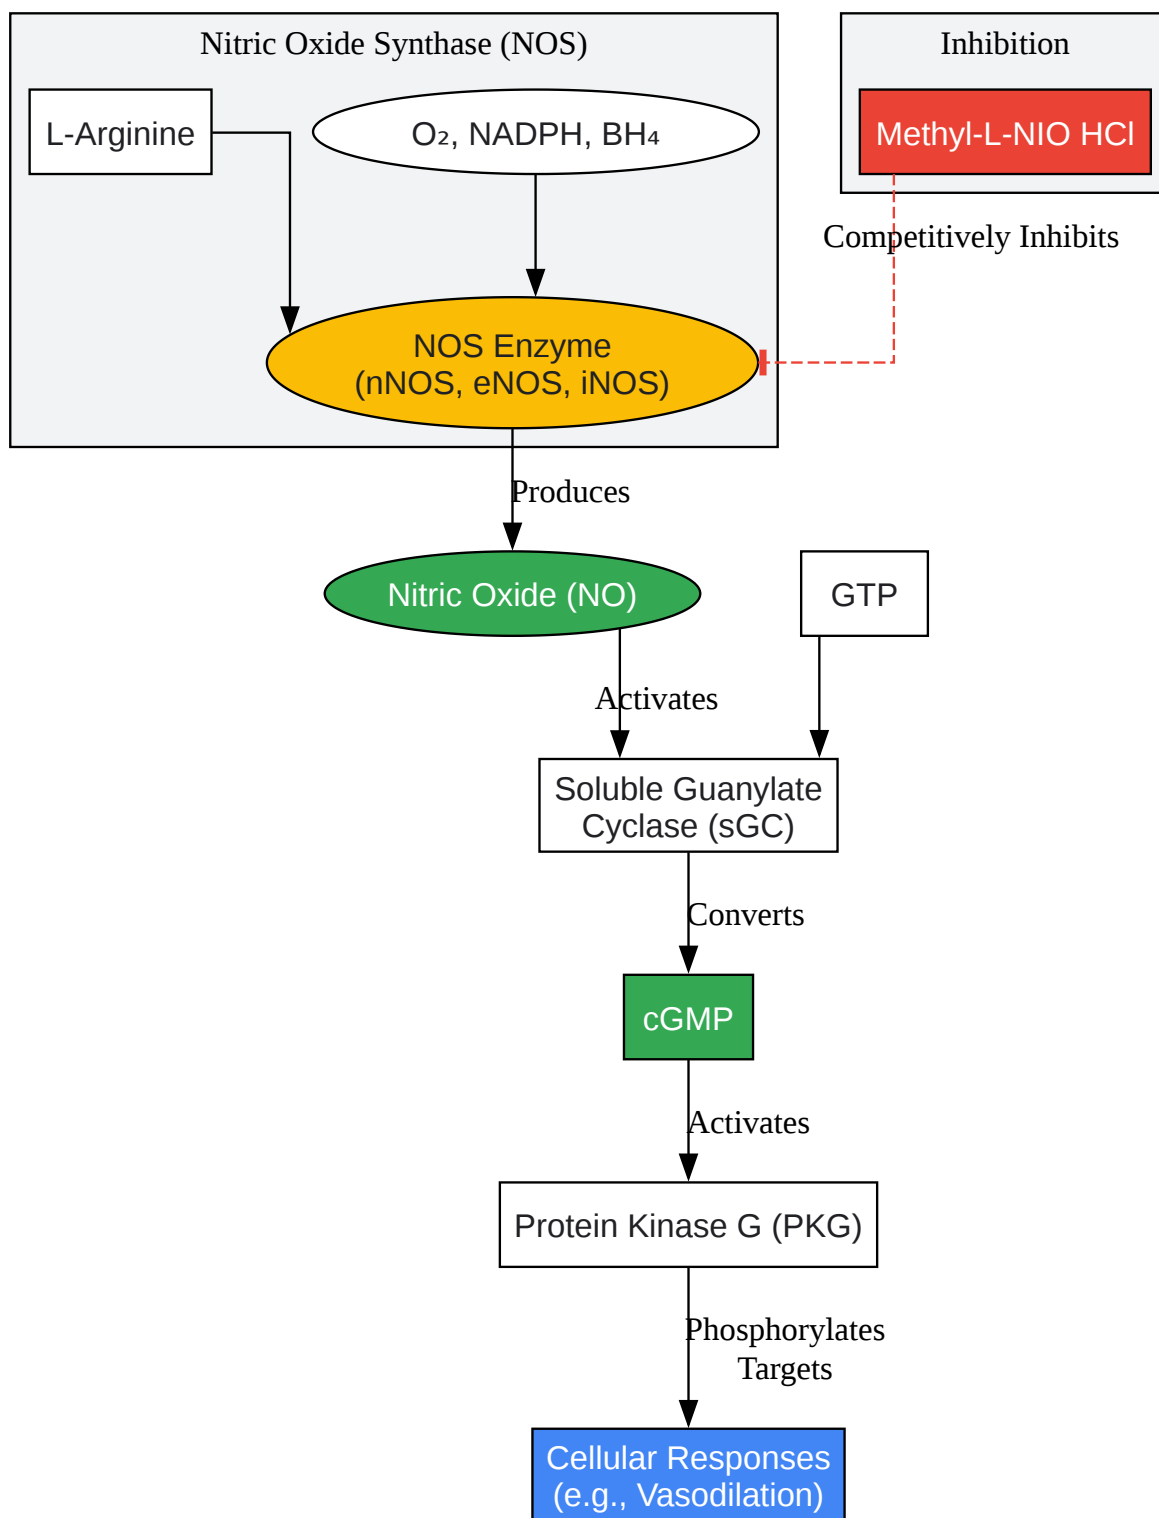 Nitric Oxide Synthase (NOS)
Inhibition
L-Arginine
O₂, NADPH, BH₄
Methyl-L-NIO HCl
Competitively Inhibits
NOS Enzyme
(nNOS, eNOS, iNOS)
Produces
Nitric Oxide (NO)
GTP
Activates
Soluble Guanylate
Cyclase (sGC)
Converts
cGMP
Activates
Protein Kinase G (PKG)
Phosphorylates
Targets
Cellular Responses
(e.g., Vasodilation)